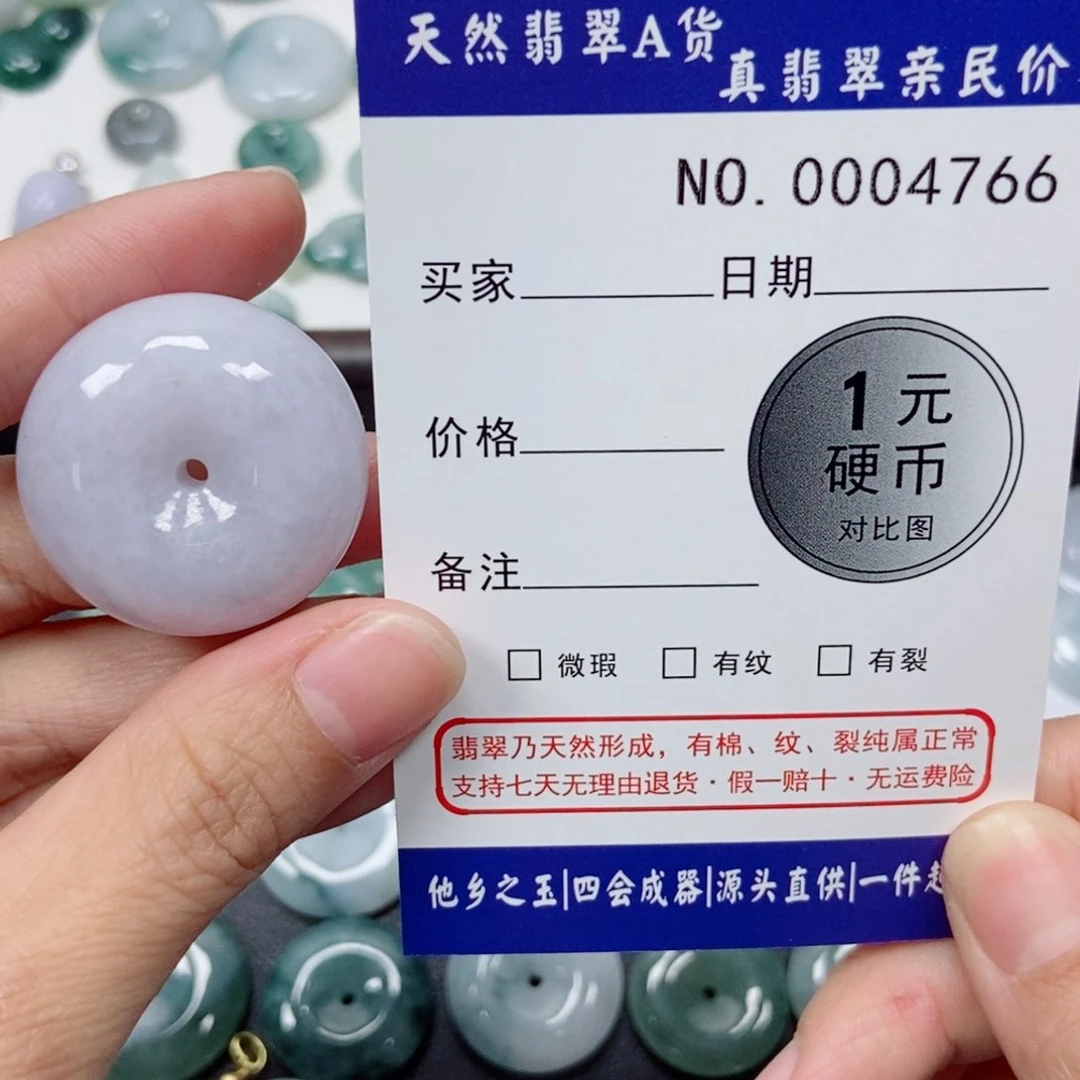 天然翡翠A货
真翡翠亲民价
NO.0004766
买家 日期
价格
1元
硬币
对比图
备注
□ 微瑕 □ 有纹 □ 有裂
翡翠乃天然形成，有棉、纹、裂纯属正常
支持七天无理由退货·假一赔十·无运费险
他乡之玉|四会成器|源头直供|一件